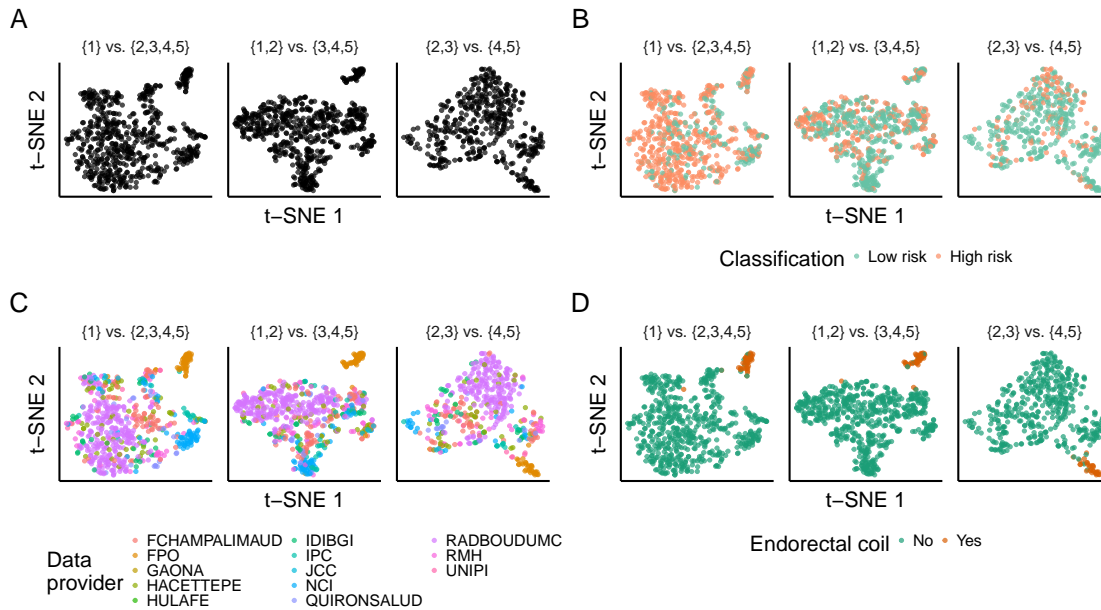 A
{1} vs. {2,3,4,5}
{1,2} vs. {3,4,5}
{2,3} vs. {4,5}
t−SNE 2
t−SNE 1
B
{1} vs. {2,3,4,5}
{1,2} vs. {3,4,5}
{2,3} vs. {4,5}
t−SNE 2
t−SNE 1
Classification
Low risk
High risk
C
{1} vs. {2,3,4,5}
{1,2} vs. {3,4,5}
{2,3} vs. {4,5}
t−SNE 2
t−SNE 1
Data
provider
FCHAMPALIMAUD
FPO
GAONA
HACETTEPE
HULAFE
IDIBGI
IPC
JCC
NCI
QUIRONSALUD
RADBOUDUMC
RMH
UNIPI
D
{1} vs. {2,3,4,5}
{1,2} vs. {3,4,5}
{2,3} vs. {4,5}
t−SNE 2
t−SNE 1
Endorectal coil
No
Yes